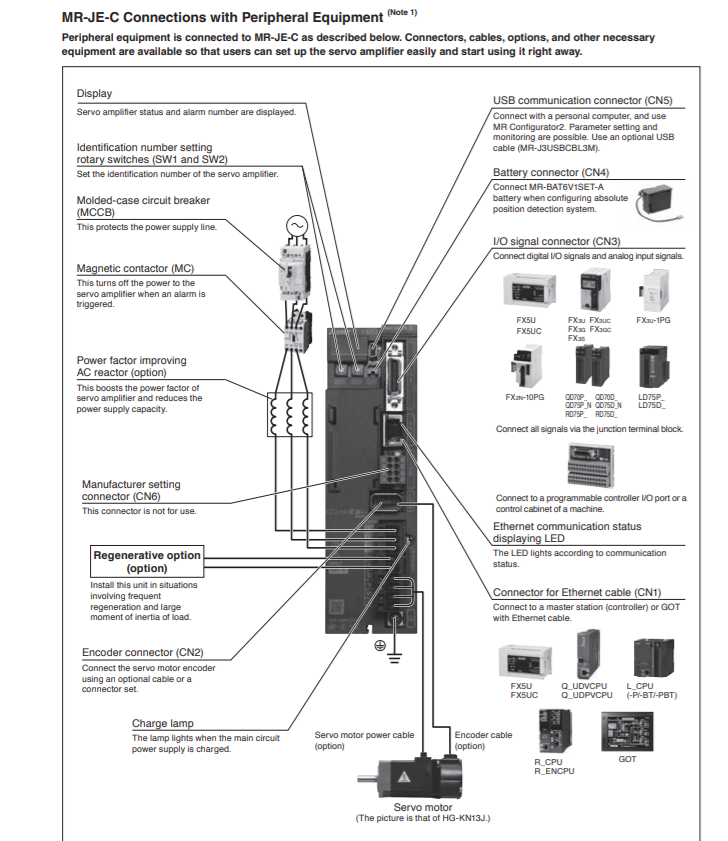 MR-JE-C Connections with Peripheral Equipment (Note 1)
Peripheral equipment is connected to MR-JE-C as described below. Connectors, cables, options, and other necessary
equipment are available so that users can set up the servo amplifier easily and start using it right away.
Display
Servo amplifier status and alarm number are displayed.
Identification number setting
rotary switches (SW1 and SW2)
Set the identification number of the servo amplifier.
Molded-case circuit breaker
(MCCB)
This protects the power supply line.
Magnetic contactor (MC)
This turns off the power to the
servo amplifier when an alarm is
triggered.
Power factor improving
AC reactor (option)
This boosts the power factor of
servo amplifier and reduces the
power supply capacity.
Manufacturer setting
connector (CN6)
This connector is not for use.
Regenerative option
(option)
Install this unit in situations
involving frequent
regeneration and large
moment of inertia of load.
Encoder connector (CN2)
Connect the servo motor encoder
using an optional cable or a
connector set.
Charge lamp
The lamp lights when the main circuit
power supply is charged.
Servo motor power cable
(option)
Encoder cable
(option)
Servo motor
(The picture is that of HG-KN13J.)
USB communication connector (CN5)
Connect with a personal computer, and use
MR Configurator2. Parameter setting and
monitoring are possible. Use an optional USB
cable (MR-J3USBCBL3M).
Battery connector (CN4)
Connect MR-BAT6V1SET-A
battery when configuring absolute
position detection system.
I/O signal connector (CN3)
Connect digital I/O signals and analog input signals.
FX5U
FX5UC
FX3U FX3UC
FX3G FX3GC
FX3S
FX3U-1PG
FX2N-10PG
QD70P_ QD70D_
QD75P_N QD75D_N
RD75P_ RD75D_
LD75P_
LD75D_
Connect all signals via the junction terminal block.
Connect to a programmable controller I/O port or a
control cabinet of a machine.
Ethernet communication status
displaying LED
The LED lights according to communication
status.
Connector for Ethernet cable (CN1)
Connect to a master station (controller) or GOT
with Ethernet cable.
FX5U
FX5UC
Q_UDVCPU
Q_UDPVCPU
L_CPU
(-P/-BT/-PBT)
R_CPU
R_ENCPU
GOT